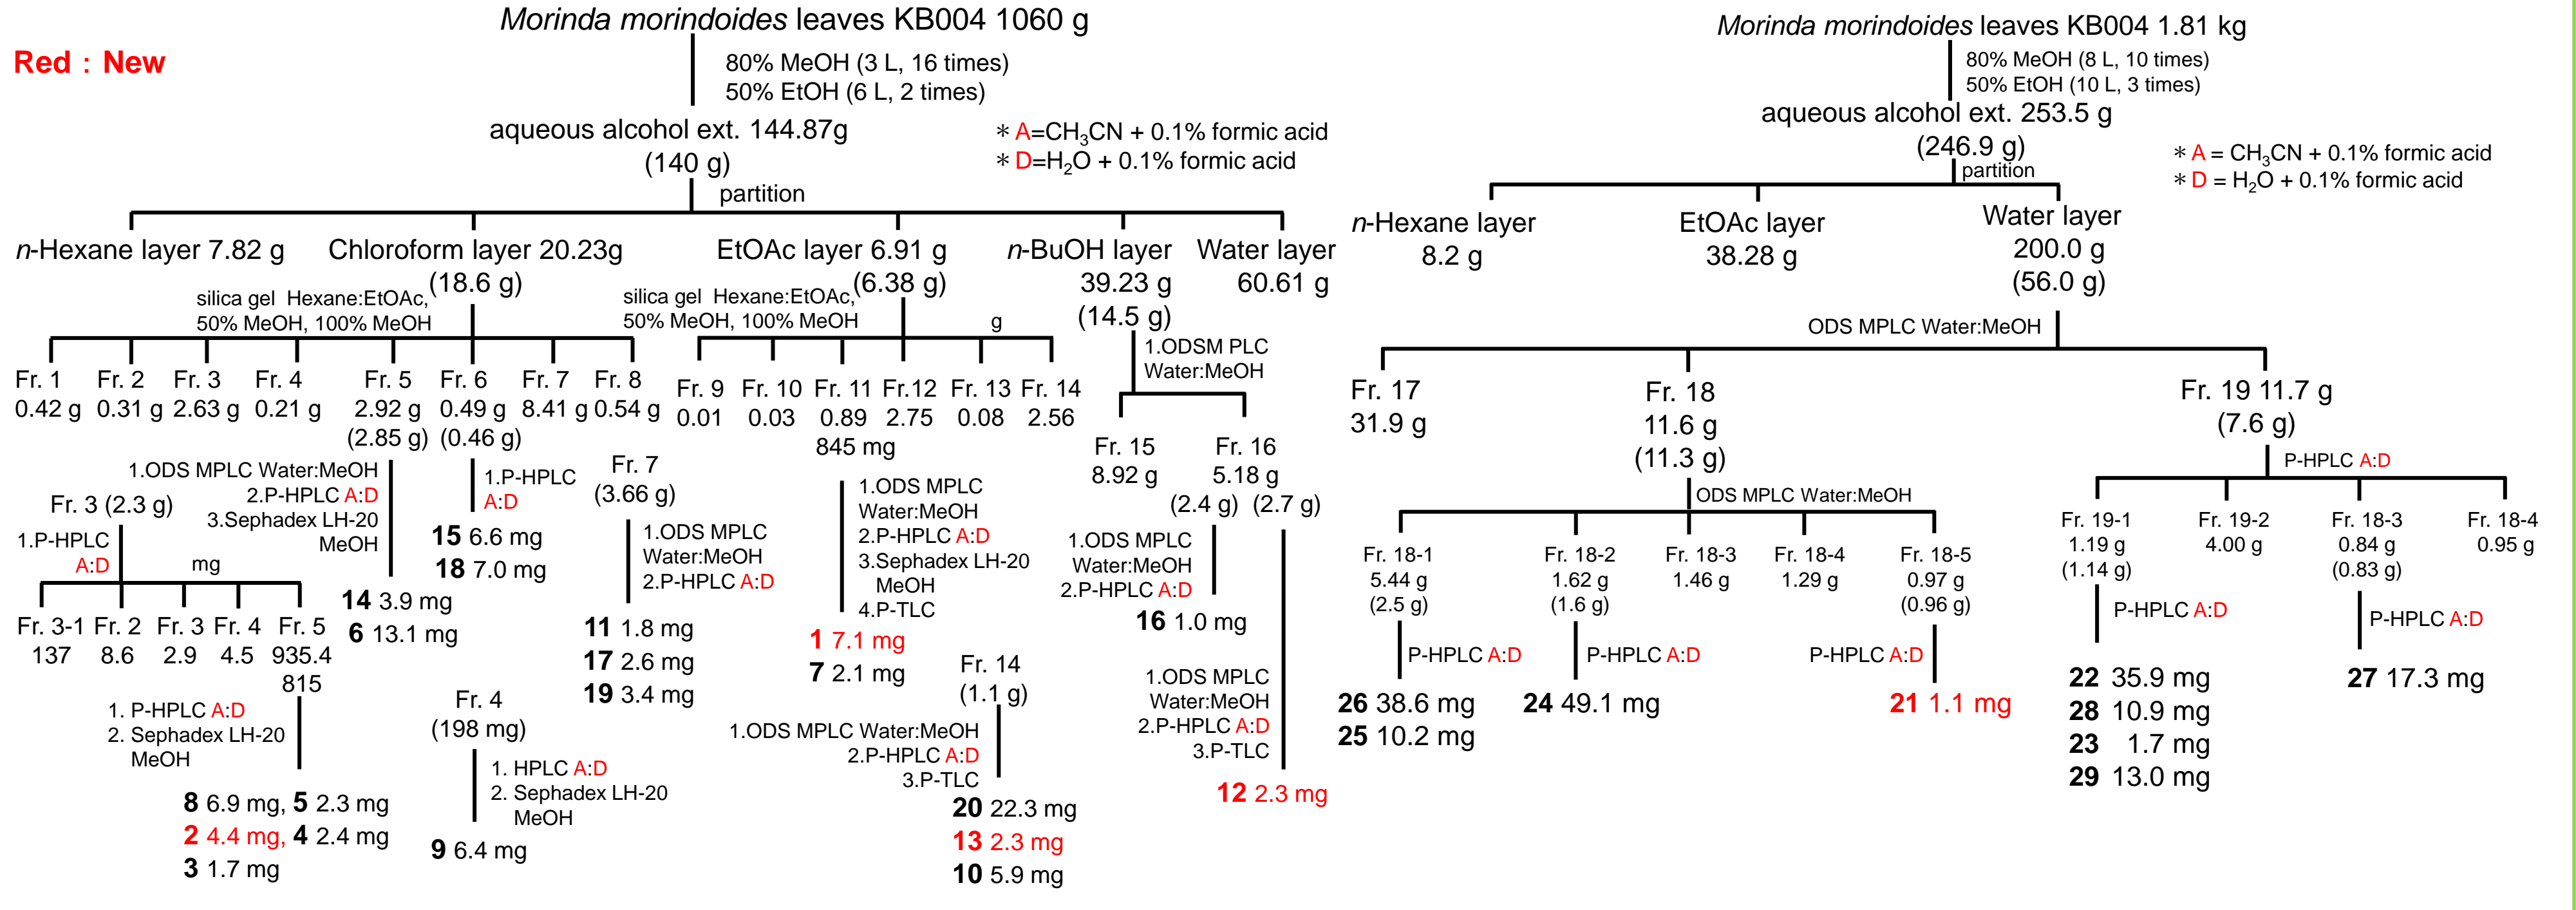 Morinda morindoides leaves KB004 1060 g
Red : New
80% MeOH (3 L, 16 times)
50% EtOH (6 L, 2 times)
aqueous alcohol ext. 144.87g
(140 g)
＊A=CH₃CN + 0.1% formic acid
＊D=H₂O + 0.1% formic acid
partition
n-Hexane layer 7.82 g
Chloroform layer 20.23g
(18.6 g)
EtOAc layer 6.91 g
(6.38 g)
n-BuOH layer
39.23 g
(14.5 g)
Water layer
60.61 g
silica gel Hexane:EtOAc,
50% MeOH, 100% MeOH
Fr. 1
0.42 g
Fr. 2
0.31 g
Fr. 3
2.63 g
Fr. 4
0.21 g
Fr. 5
2.92 g
(2.85 g)
Fr. 6
0.49 g
(0.46 g)
Fr. 7
8.41 g
Fr. 8
0.54 g
silica gel Hexane:EtOAc,
50% MeOH, 100% MeOH
g
Fr. 9
0.01
Fr. 10
0.03
Fr. 11
0.89
845 mg
Fr.12
2.75
Fr. 13
0.08
Fr. 14
2.56
1.ODSM PLC
Water:MeOH
Fr. 15
8.92 g
Fr. 16
5.18 g
(2.4 g) (2.7 g)
Fr. 3 (2.3 g)
1.P-HPLC
A:D
mg
Fr. 3-1
137
Fr. 2
8.6
Fr. 3
2.9
Fr. 4
4.5
Fr. 5
935.4
815
1. P-HPLC A:D
2. Sephadex LH-20
MeOH
8 6.9 mg, 5 2.3 mg
2 4.4 mg, 4 2.4 mg
3 1.7 mg
1.ODS MPLC Water:MeOH
2.P-HPLC A:D
3.Sephadex LH-20
MeOH
14 3.9 mg
6 13.1 mg
1.P-HPLC
A:D
15 6.6 mg
18 7.0 mg
Fr. 4
(198 mg)
1. HPLC A:D
2. Sephadex LH-20
MeOH
9 6.4 mg
Fr. 7
(3.66 g)
1.ODS MPLC
Water:MeOH
2.P-HPLC A:D
11 1.8 mg
17 2.6 mg
19 3.4 mg
1.ODS MPLC
Water:MeOH
2.P-HPLC A:D
3.Sephadex LH-20
MeOH
4.P-TLC
1 7.1 mg
7 2.1 mg
Fr. 14
(1.1 g)
1.ODS MPLC Water:MeOH
2.P-HPLC A:D
3.P-TLC
20 22.3 mg
13 2.3 mg
10 5.9 mg
1.ODS MPLC
Water:MeOH
2.P-HPLC A:D
16 1.0 mg
1.ODS MPLC
Water:MeOH
2.P-HPLC A:D
3.P-TLC
12 2.3 mg
Morinda morindoides leaves KB004 1.81 kg
80% MeOH (8 L, 10 times)
50% EtOH (10 L, 3 times)
aqueous alcohol ext. 253.5 g
(246.9 g)
＊A = CH₃CN + 0.1% formic acid
＊D = H₂O + 0.1% formic acid
partition
n-Hexane layer
8.2 g
EtOAc layer
38.28 g
Water layer
200.0 g
(56.0 g)
ODS MPLC Water:MeOH
Fr. 17
31.9 g
Fr. 18
11.6 g
(11.3 g)
Fr. 19 11.7 g
(7.6 g)
ODS MPLC Water:MeOH
Fr. 18-1
5.44 g
(2.5 g)
Fr. 18-2
1.62 g
(1.6 g)
Fr. 18-3
1.46 g
Fr. 18-4
1.29 g
Fr. 18-5
0.97 g
(0.96 g)
P-HPLC A:D
26 38.6 mg
25 10.2 mg
P-HPLC A:D
24 49.1 mg
P-HPLC A:D
21 1.1 mg
P-HPLC A:D
Fr. 19-1
1.19 g
(1.14 g)
Fr. 19-2
4.00 g
Fr. 18-3
0.84 g
(0.83 g)
Fr. 18-4
0.95 g
P-HPLC A:D
22 35.9 mg
28 10.9 mg
23 1.7 mg
29 13.0 mg
P-HPLC A:D
27 17.3 mg